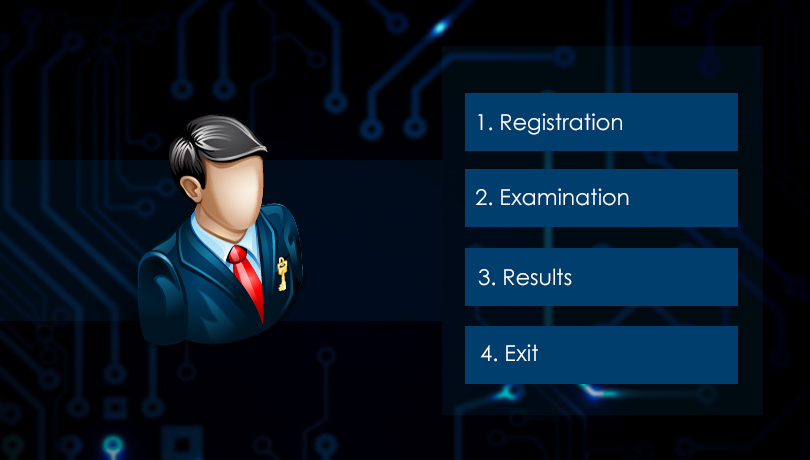 1. Registration
2. Examination
3. Results
4. Exit